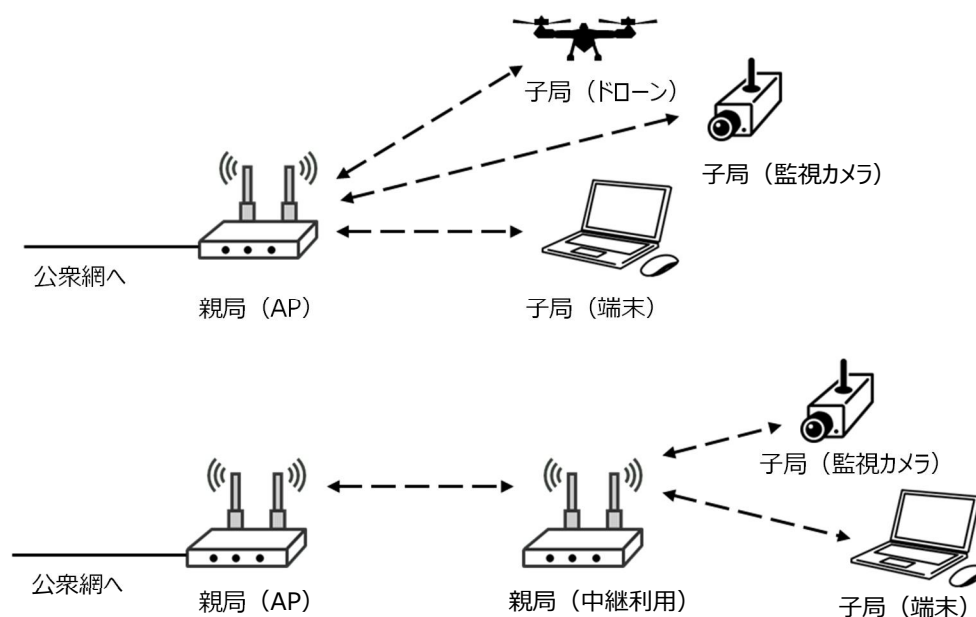 子局（ドローン）
子局（監視カメラ）
公衆網へ
親局（AP）
子局（端末）
子局（監視カメラ）
公衆網へ
親局（AP）
親局（中継利用）
子局（端末）